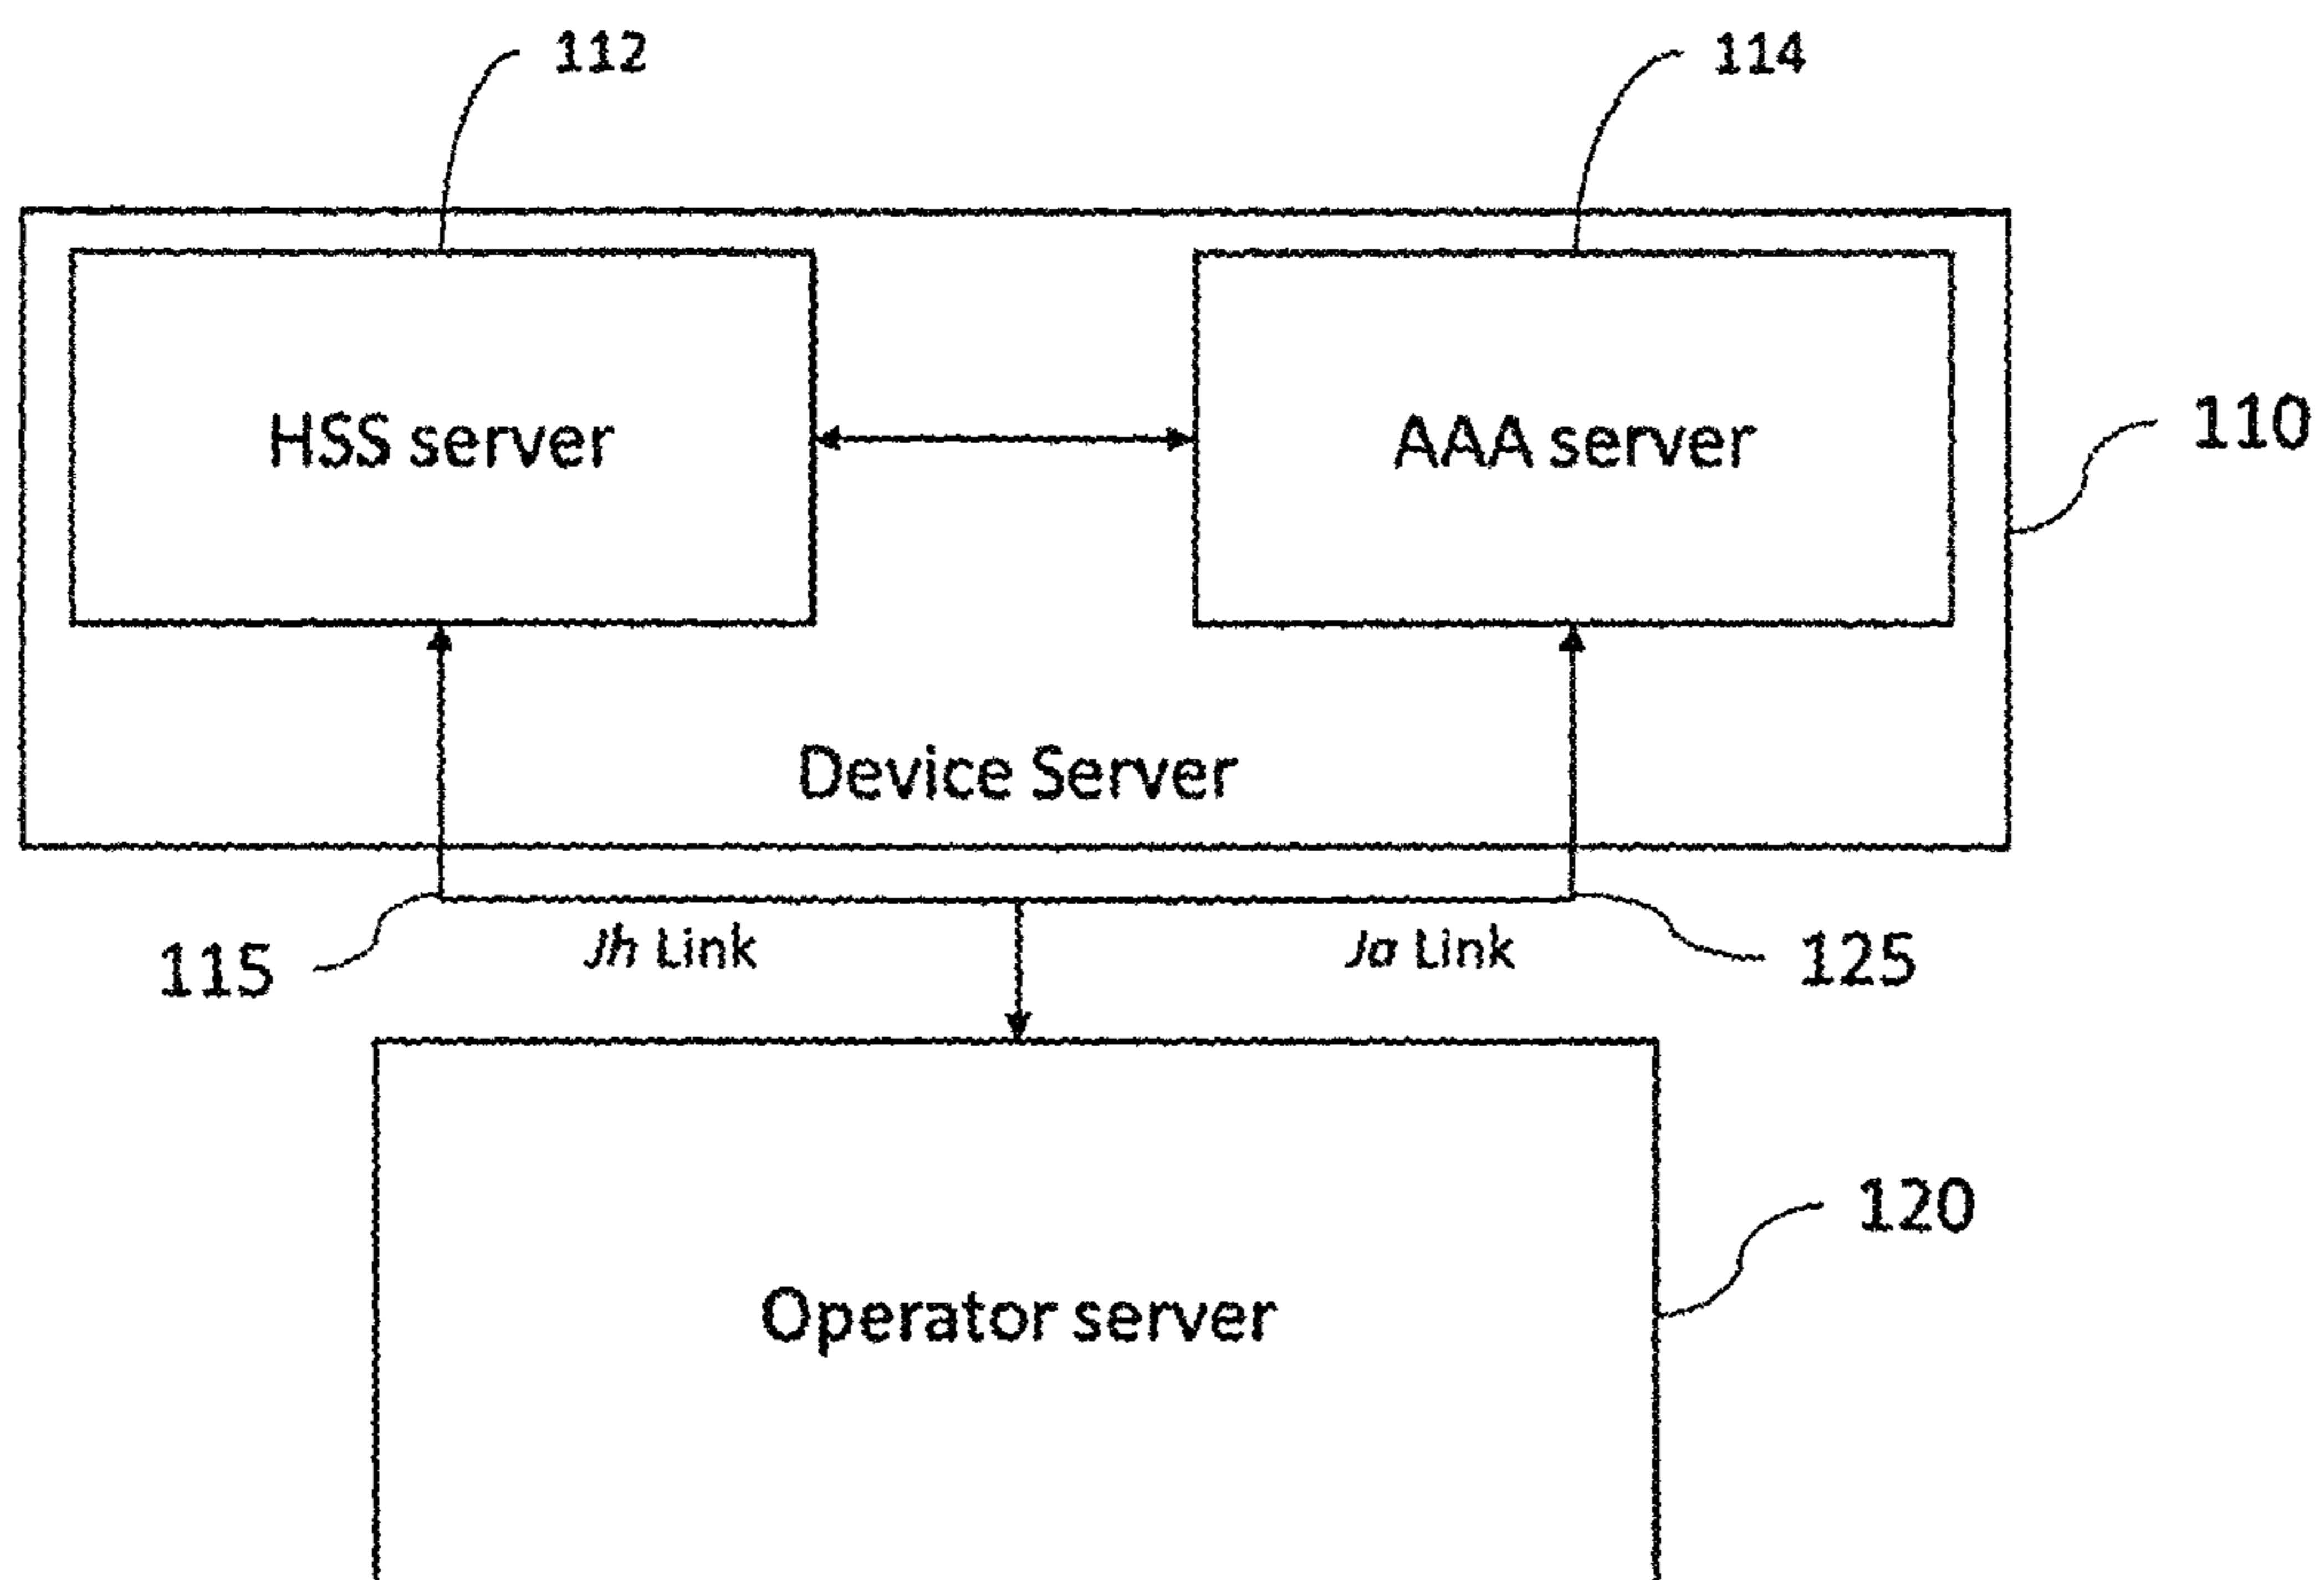 112
114
HSS server
AAA server
110
Device Server
Jh Link
Ja Link
115
125
120
Operator server